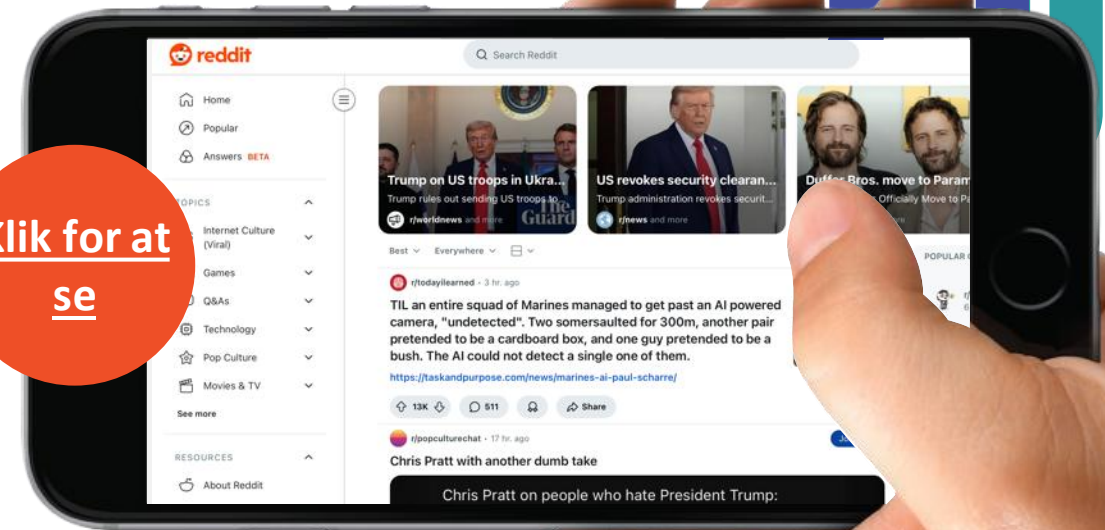 reddit
Search Reddit
Home
Popular
Answers BETA
TOPICS
Internet Culture
(Viral)
Games
Q&As
Technology
Pop Culture
Movies & TV
See more
RESOURCES
About Reddit
Klik for at
se
Trump on US troops in Ukra...
Trump rules out sending US troops to
r/worldnews and more
The
Guard
US revokes security clearan...
Trump administration revokes securit...
r/news and more
Duffer Bros. move to Param
Officially Move to Pa
Best
Everywhere
POPULAR
r/todayilearned • 3 hr. ago
TIL an entire squad of Marines managed to get past an AI powered
camera, "undetected". Two somersaulted for 300m, another pair
pretended to be a cardboard box, and one guy pretended to be a
bush. The AI could not detect a single one of them.
https://taskandpurpose.com/news/marines-ai-paul-scharre/
13K
511
Share
r/popculturechat • 17 hr. ago
Chris Pratt with another dumb take
Chris Pratt on people who hate President Trump: